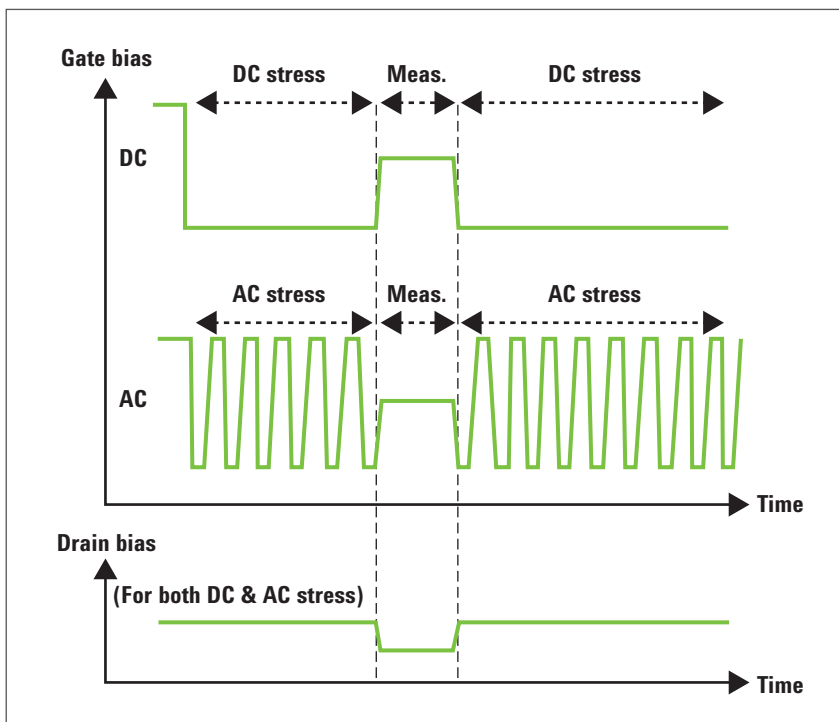 Gate bias
DC stress Meas. DC stress
DC
AC stress Meas. AC stress
AC
Time
Drain bias
(For both DC & AC stress)
Time